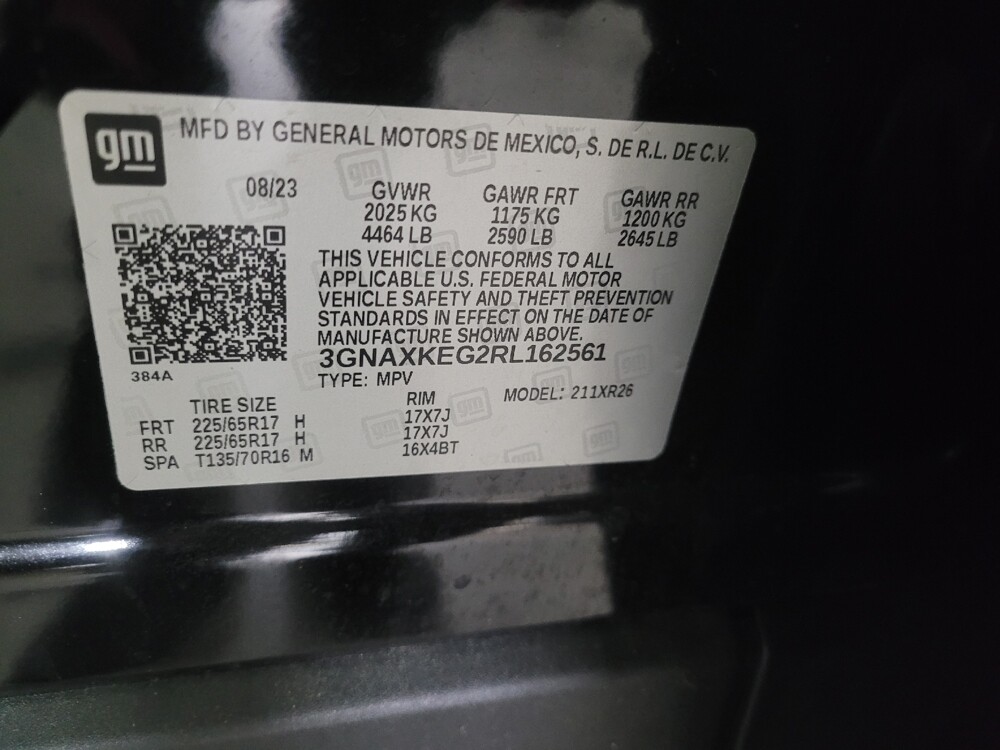 gm
MFD BY GENERAL MOTORS DE MEXICO, S. DE R.L. DE C.V.
08/23 GVWR GAWR FRT GAWR RR
2025 KG 1175 KG 1200 KG
4464 LB 2590 LB 2645 LB
THIS VEHICLE CONFORMS TO ALL
APPLICABLE U.S. FEDERAL MOTOR
VEHICLE SAFETY AND THEFT PREVENTION
STANDARDS IN EFFECT ON THE DATE OF
MANUFACTURE SHOWN ABOVE.
3GNAXKEG2RL162561
384A
TYPE: MPV
MODEL: 211XR26
TIRE SIZE RIM
FRT 225/65R17 H 17X7J
RR 225/65R17 H 17X7J
SPA T135/70R16 M 16X4BT